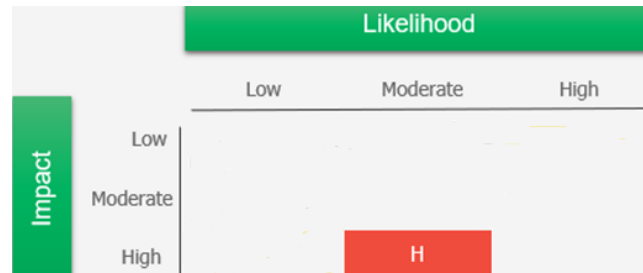 Likelihood
Low Moderate High
Impact
Low
Moderate
High H